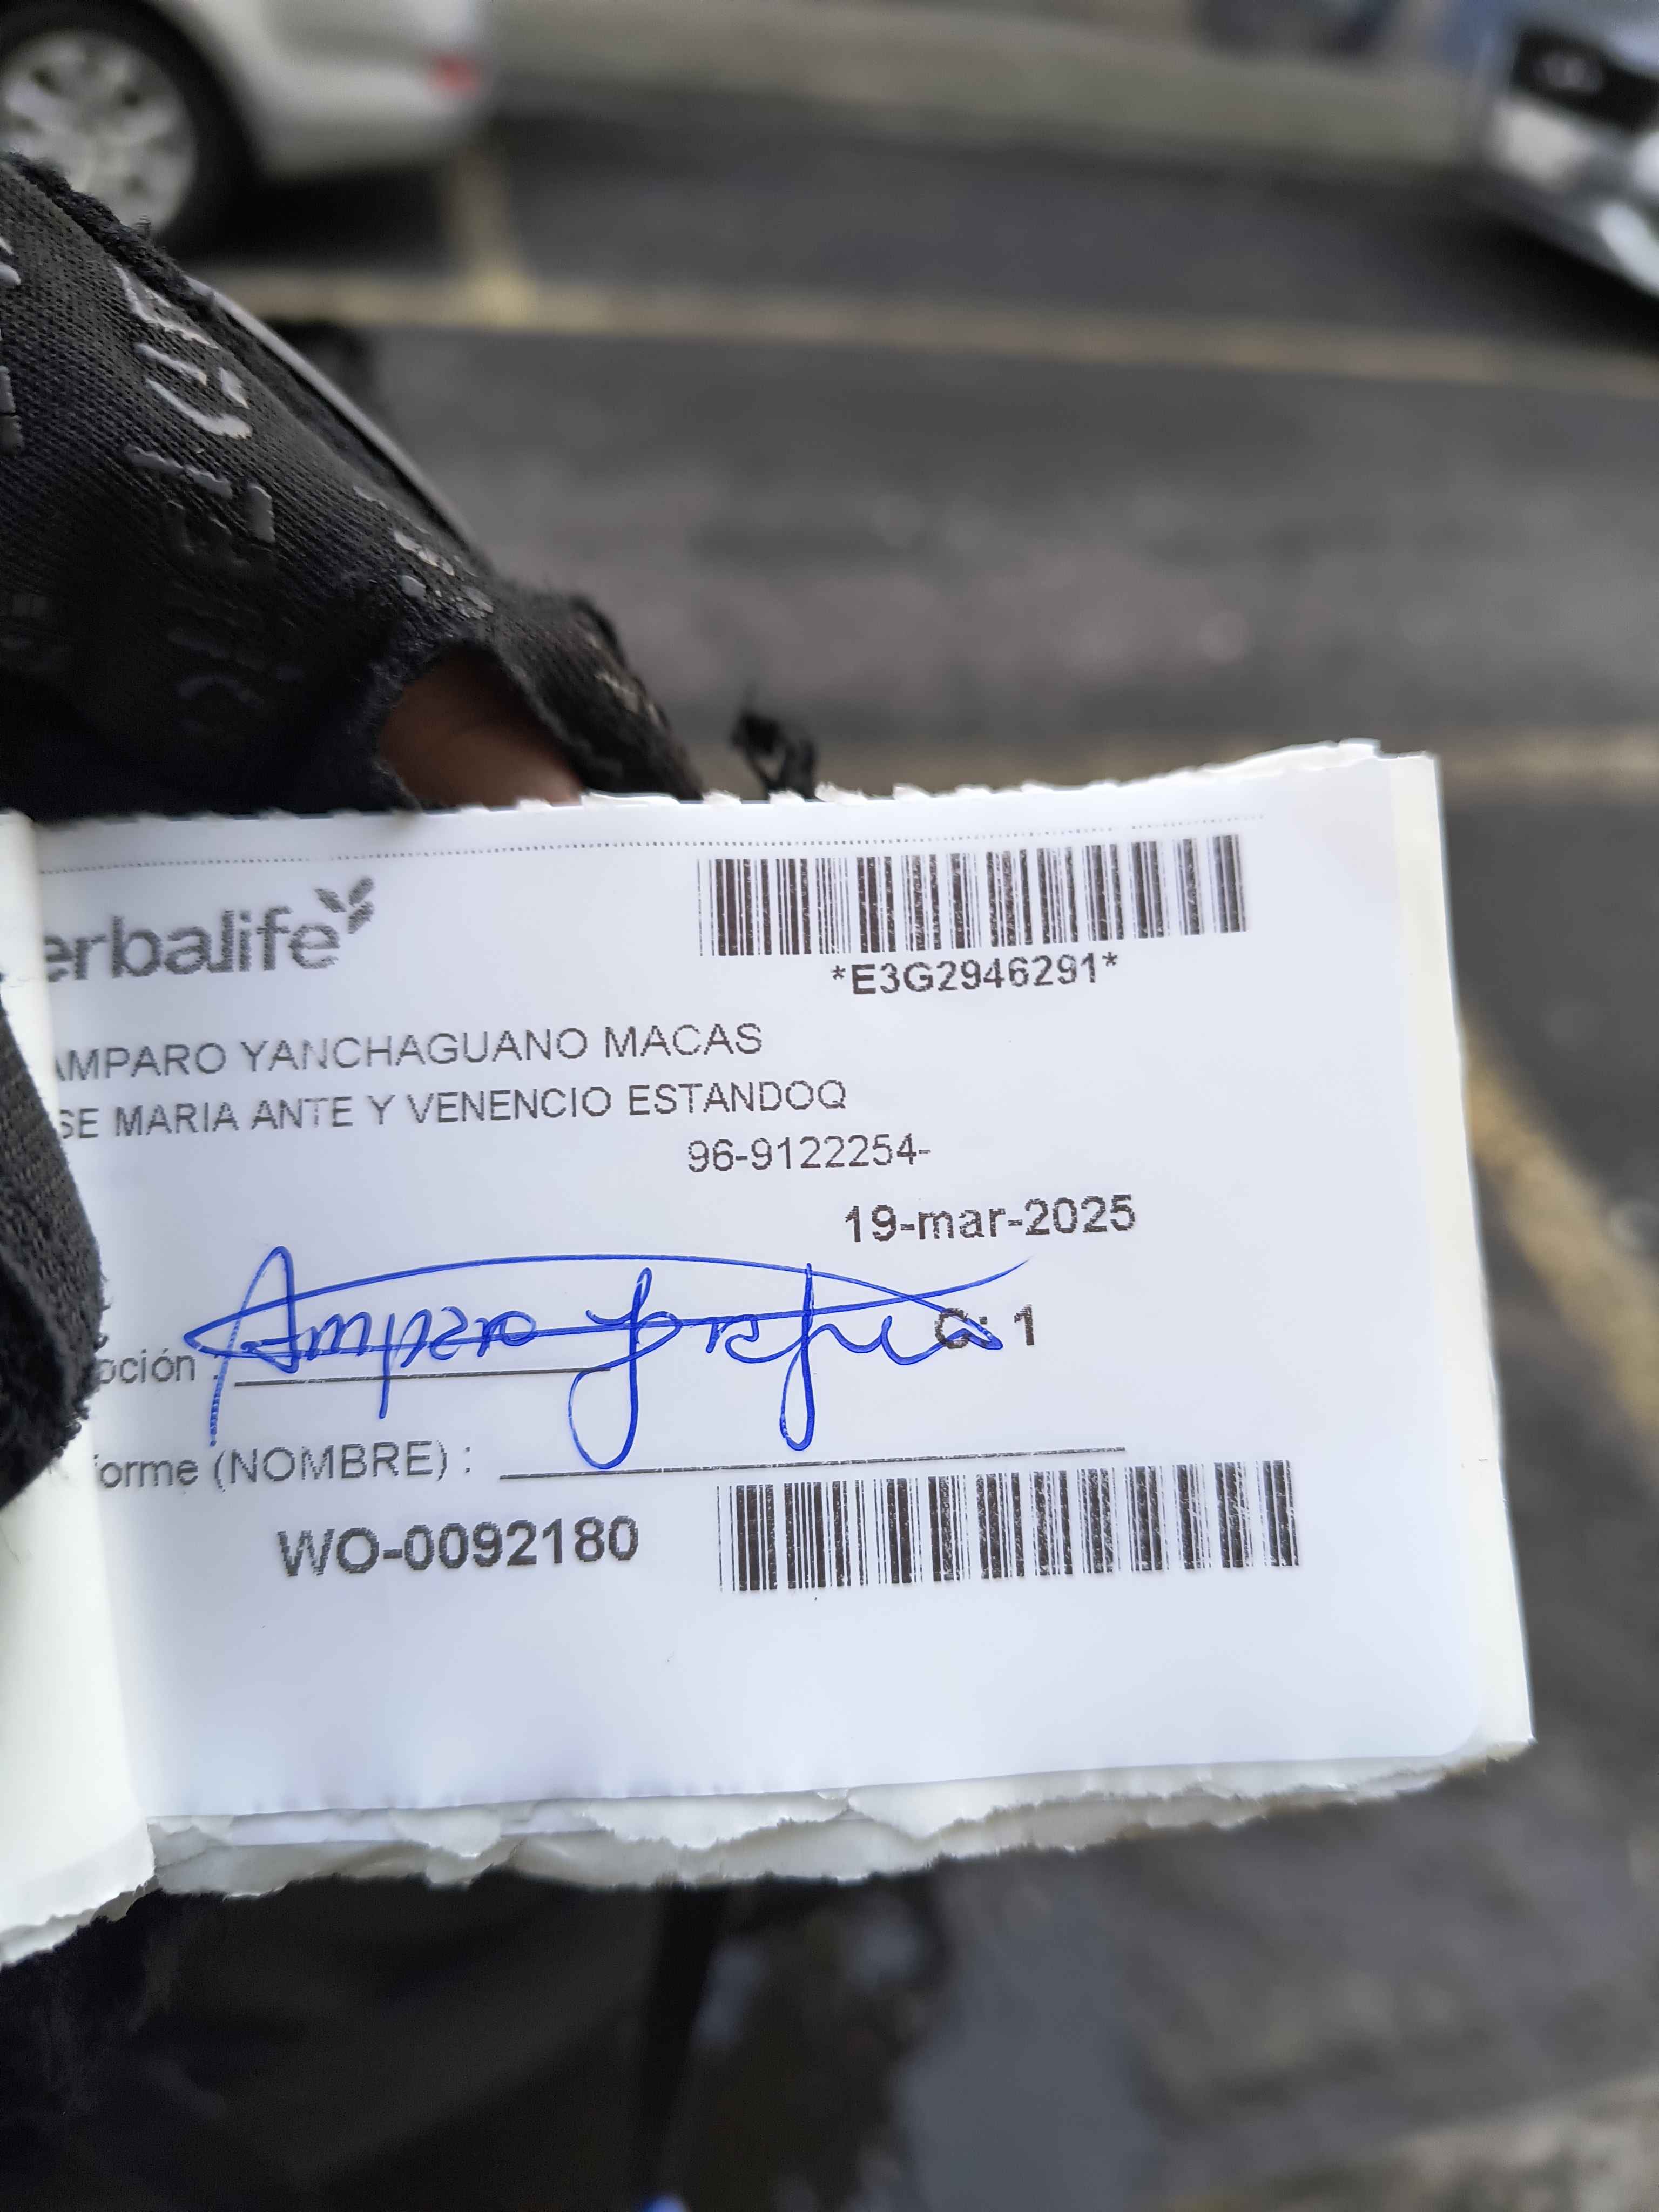 erbalife
*E3G2946291*
AMPARO YANCHAGUANO MACAS
SE MARIA ANTE Y VENENCIO ESTANDOQ
96-9122254-
19-mar-2025
Amparo
C: 1
pción :
forme (NOMBRE) :
WO-0092180